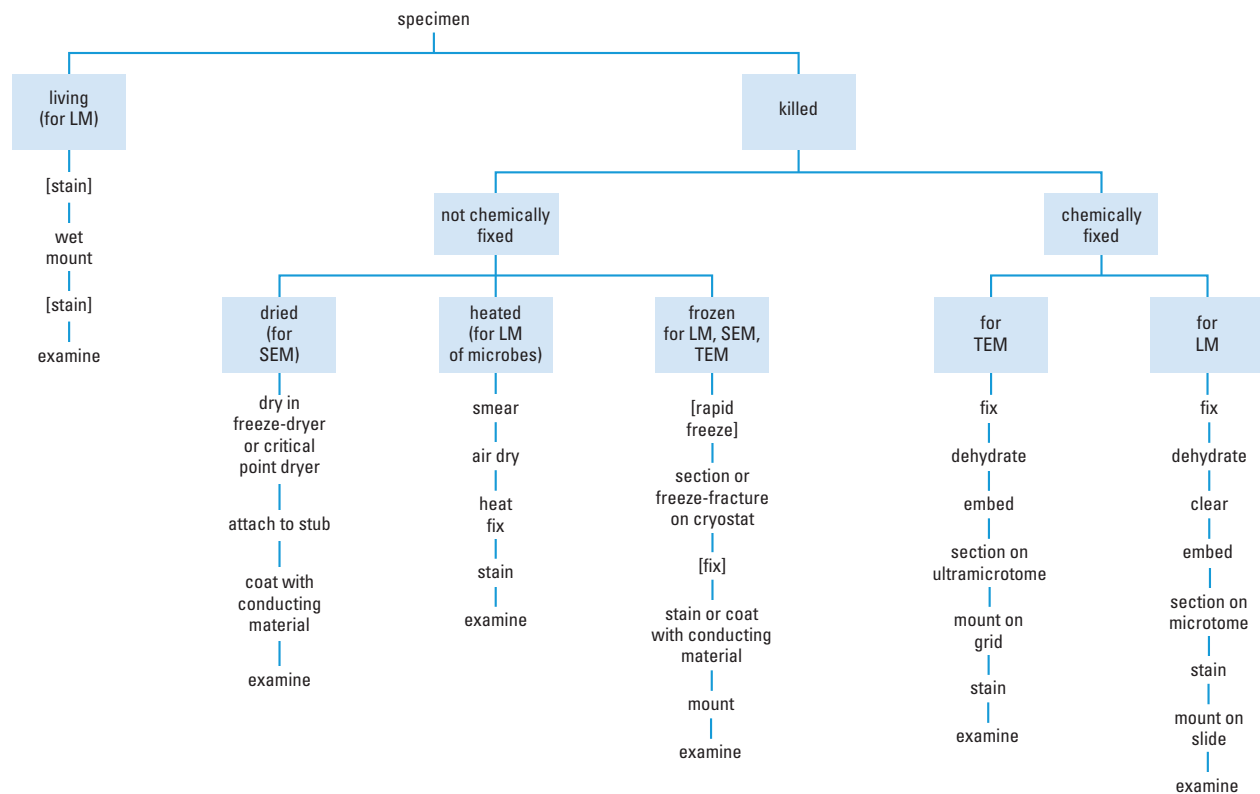 specimen
living
(for LM)
[stain]
wet
mount
[stain]
examine
killed
not chemically
fixed
dried
(for
SEM)
dry in
freeze-dryer
or critical
point dryer
attach to stub
coat with
conducting
material
examine
heated
(for LM
of microbes)
smear
air dry
heat
fix
stain
examine
frozen
for LM, SEM,
TEM
[rapid
freeze]
section or
freeze-fracture
on cryostat
[fix]
stain or coat
with conducting
material
mount
examine
chemically
fixed
for
TEM
fix
dehydrate
embed
section on
ultramicrotome
mount on
grid
stain
examine
for
LM
fix
dehydrate
clear
embed
section on
microtome
stain
mount on
slide
examine